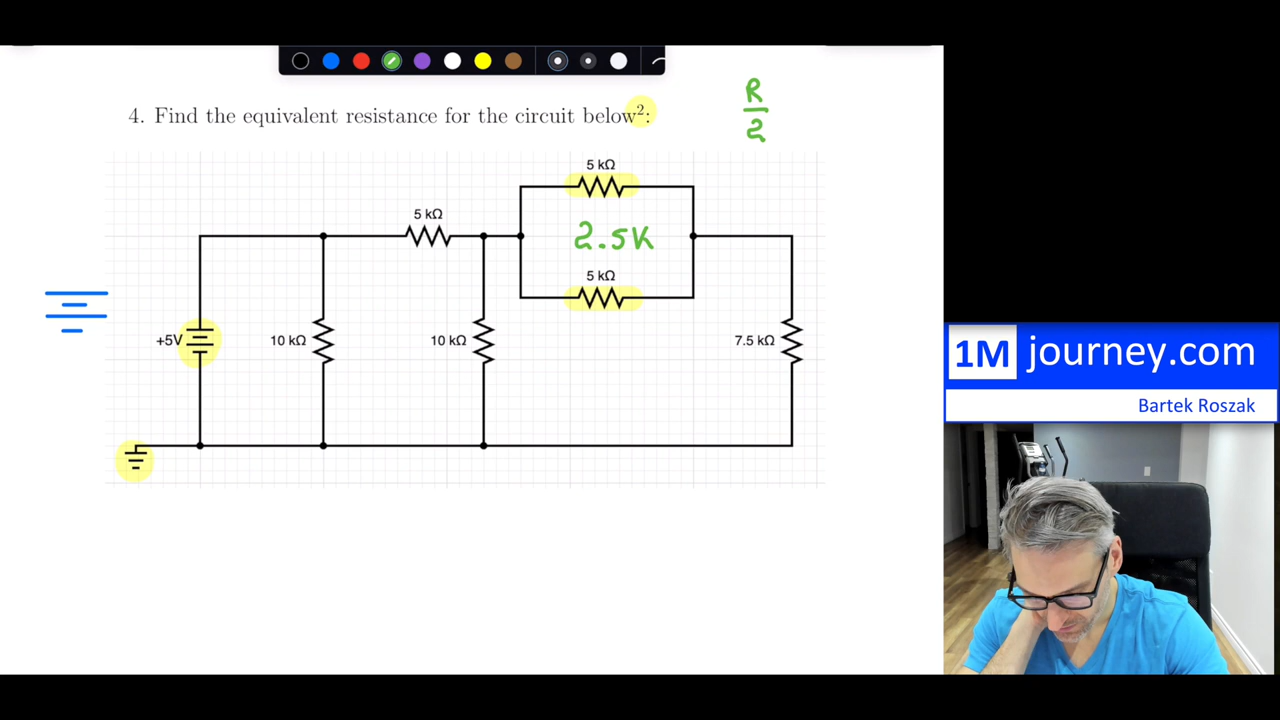 R
2
4. Find the equivalent resistance for the circuit below²:
5 kΩ
5 kΩ
2.5K
5 kΩ
+5V
10 kΩ
10 kΩ
7.5 kΩ
1M journey.com
Bartek Roszak